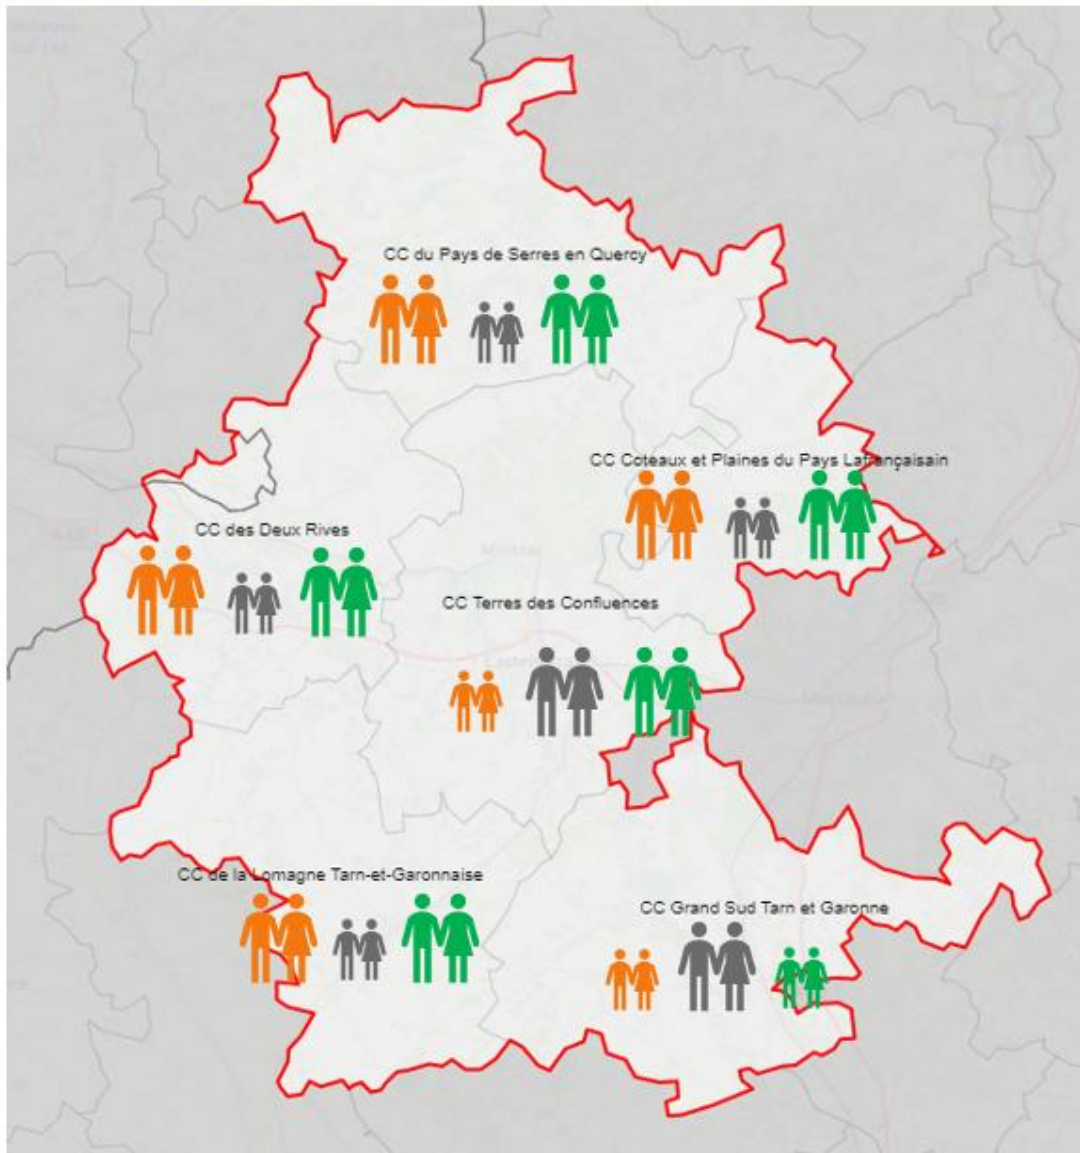 CC du Pays de Serres en Quercy
CC Coteaux et Plaines du Pays Lafrançaisain
CC des Deux Rives
CC Terres des Confluences
CC de la Lomagne Tarn-et-Garonnaise
CC Grand Sud Tarn et Garonne